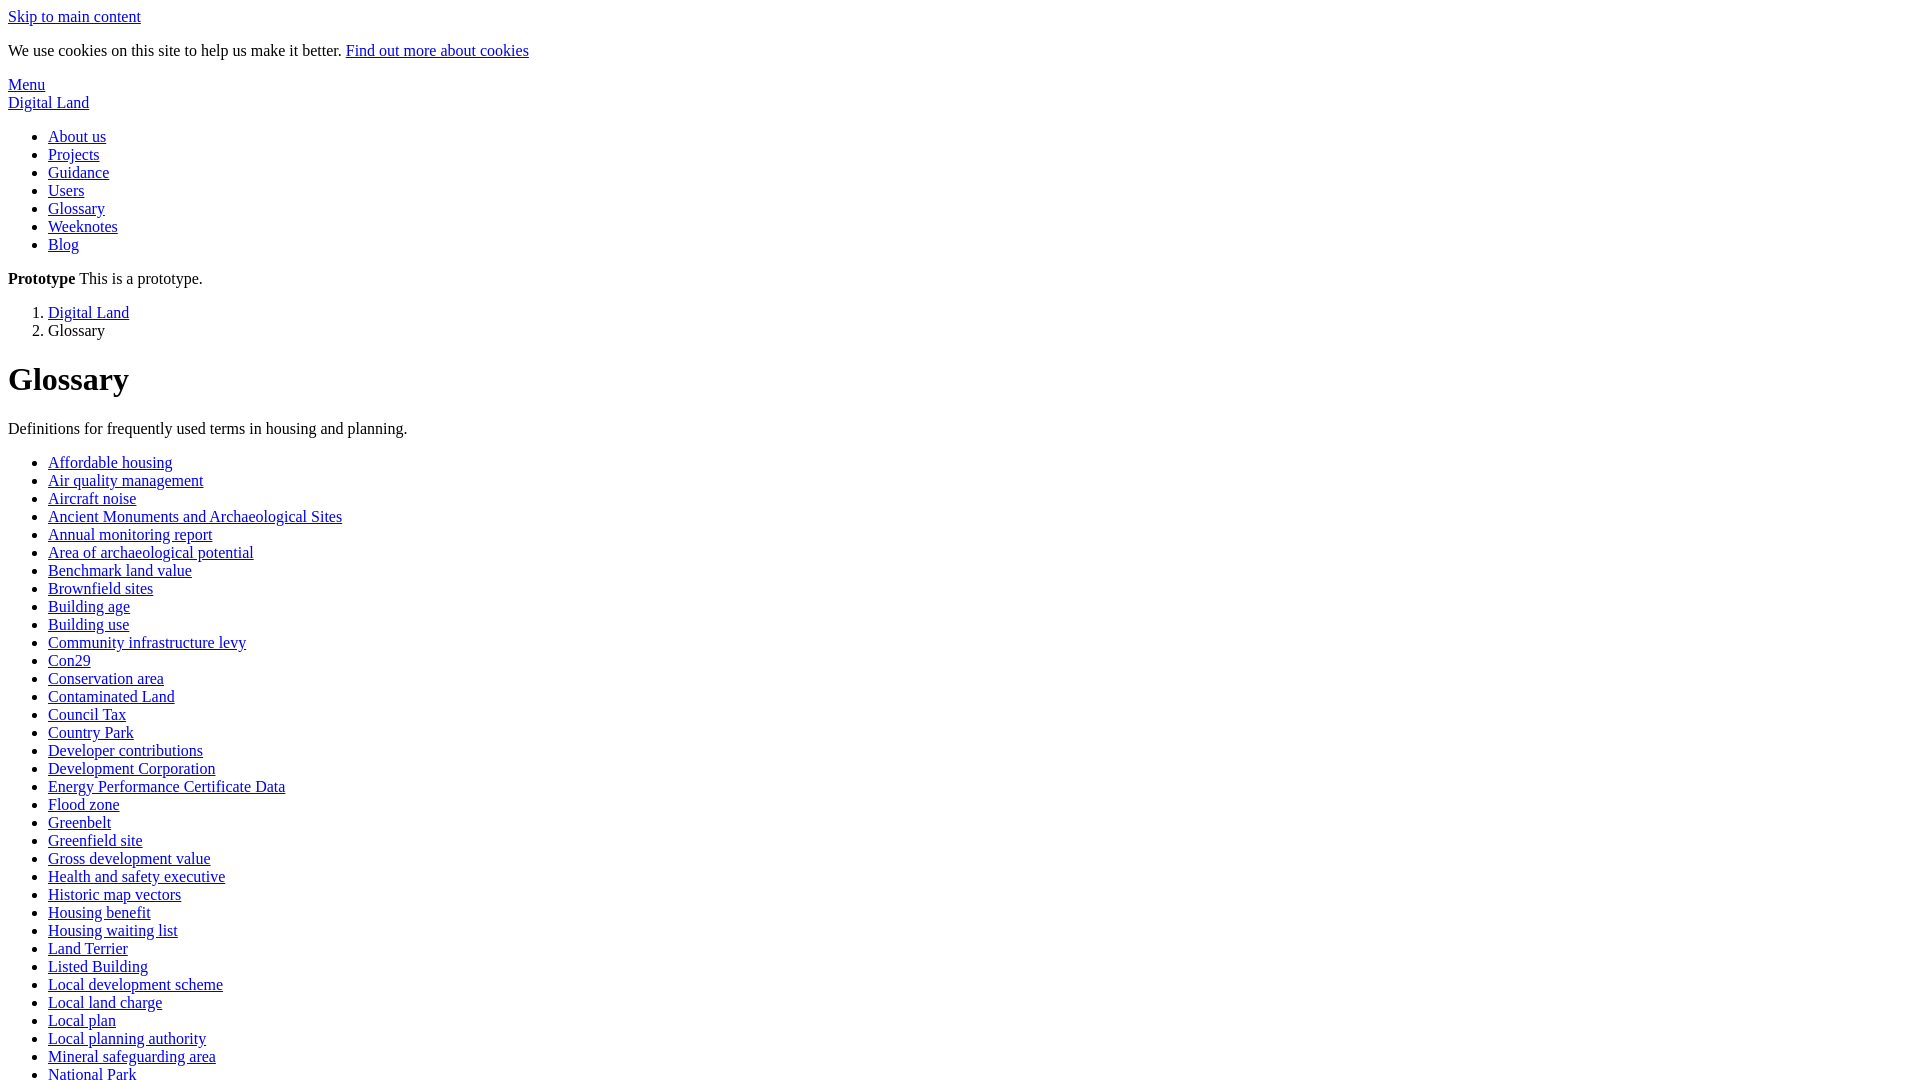 Skip to main content
We use cookies on this site to help us make it better. Find out more about cookies
Menu
Digital Land
About us
Projects
Guidance
Users
Glossary
Weeknotes
Blog
Prototype This is a prototype.
1. Digital Land
2. Glossary
Glossary
Definitions for frequently used terms in housing and planning.
Affordable housing
Air quality management
Aircraft noise
Ancient Monuments and Archaeological Sites
Annual monitoring report
Area of archaeological potential
Benchmark land value
Brownfield sites
Building age
Building use
Community infrastructure levy
Con29
Conservation area
Contaminated Land
Council Tax
Country Park
Developer contributions
Development Corporation
Energy Performance Certificate Data
Flood zone
Greenbelt
Greenfield site
Gross development value
Health and safety executive
Historic map vectors
Housing benefit
Housing waiting list
Land Terrier
Listed Building
Local development scheme
Local land charge
Local plan
Local planning authority
Mineral safeguarding area
National Park